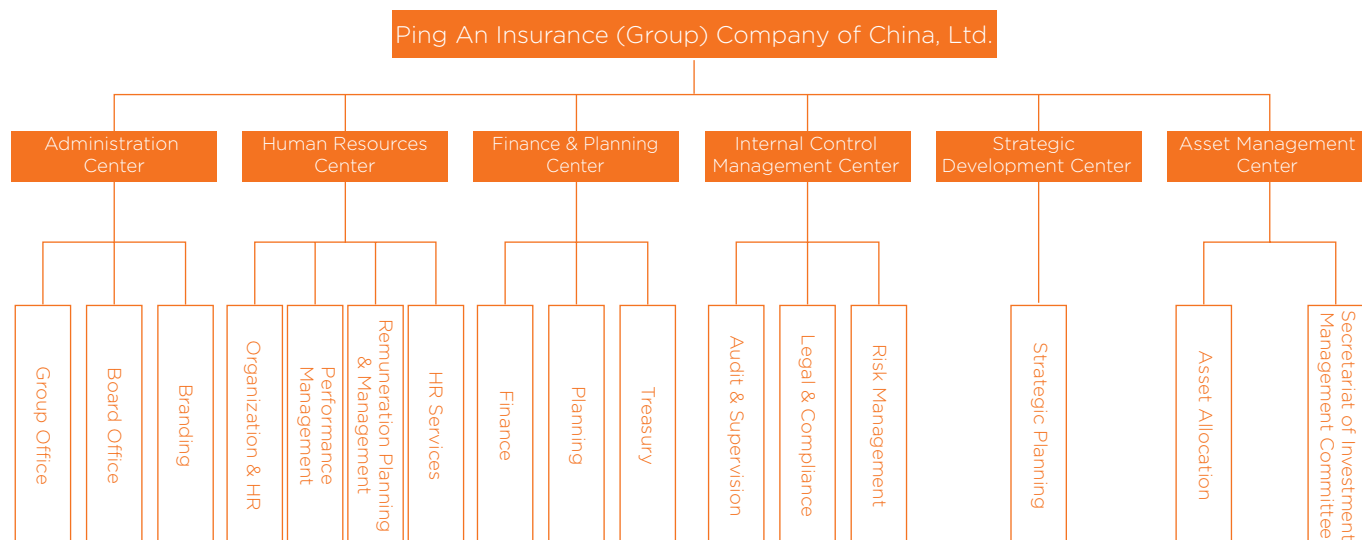 Ping An Insurance (Group) Company of China, Ltd.
Administration
Center
Human Resources
Center
Finance & Planning
Center
Internal Control
Management Center
Strategic
Development Center
Asset Management
Center
Group Office
Board Office
Branding
Organization & HR
Performance
Management
Remuneration Planning
& Management
HR Services
Finance
Planning
Treasury
Audit & Supervision
Legal & Compliance
Risk Management
Strategic Planning
Asset Allocation
Secretariat of Investment
Management Committee